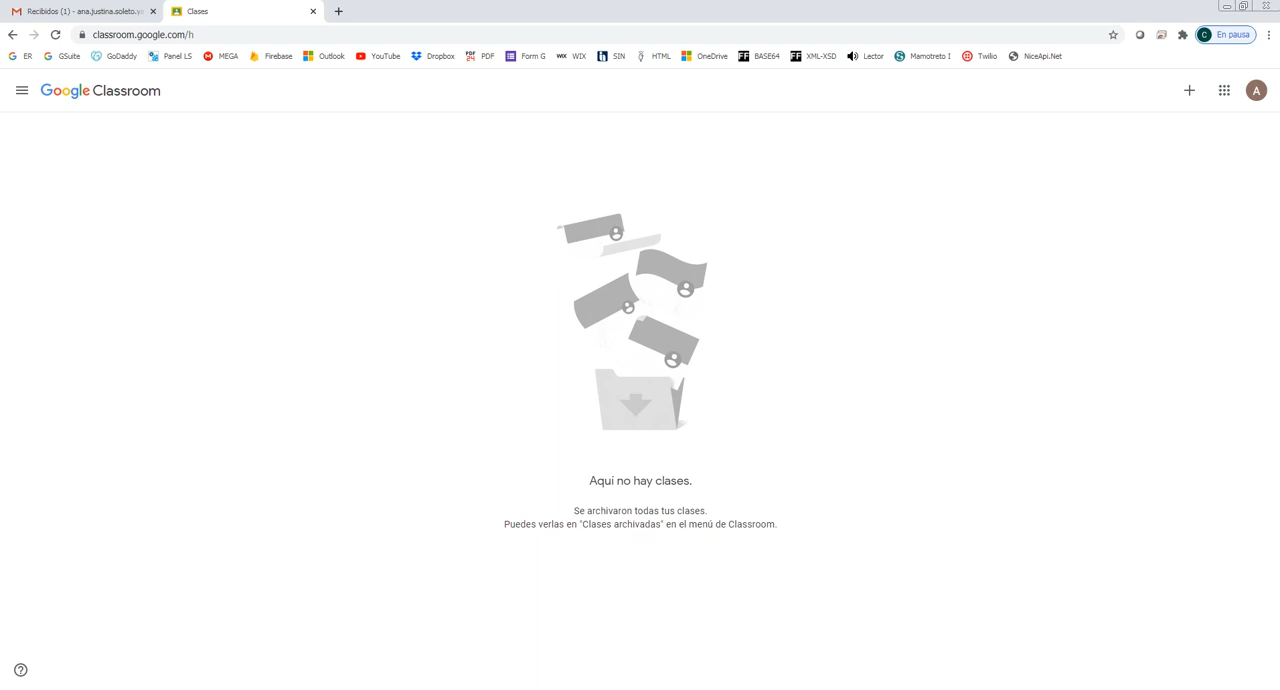 Recibidos (1) - ana.justina.soleto.ye
Clases
classroom.google.com/h
En pausa
ER GSuite GoDaddy Panel LS MEGA Firebase Outlook YouTube Dropbox PDF Form G WIX SIN HTML OneDrive BASE64 XML-XSD Lector Mamotreto I Twilio NiceApi.Net
Google Classroom
A
Aquí no hay clases.
Se archivaron todas tus clases.
Puedes verlas en "Clases archivadas" en el menú de Classroom.